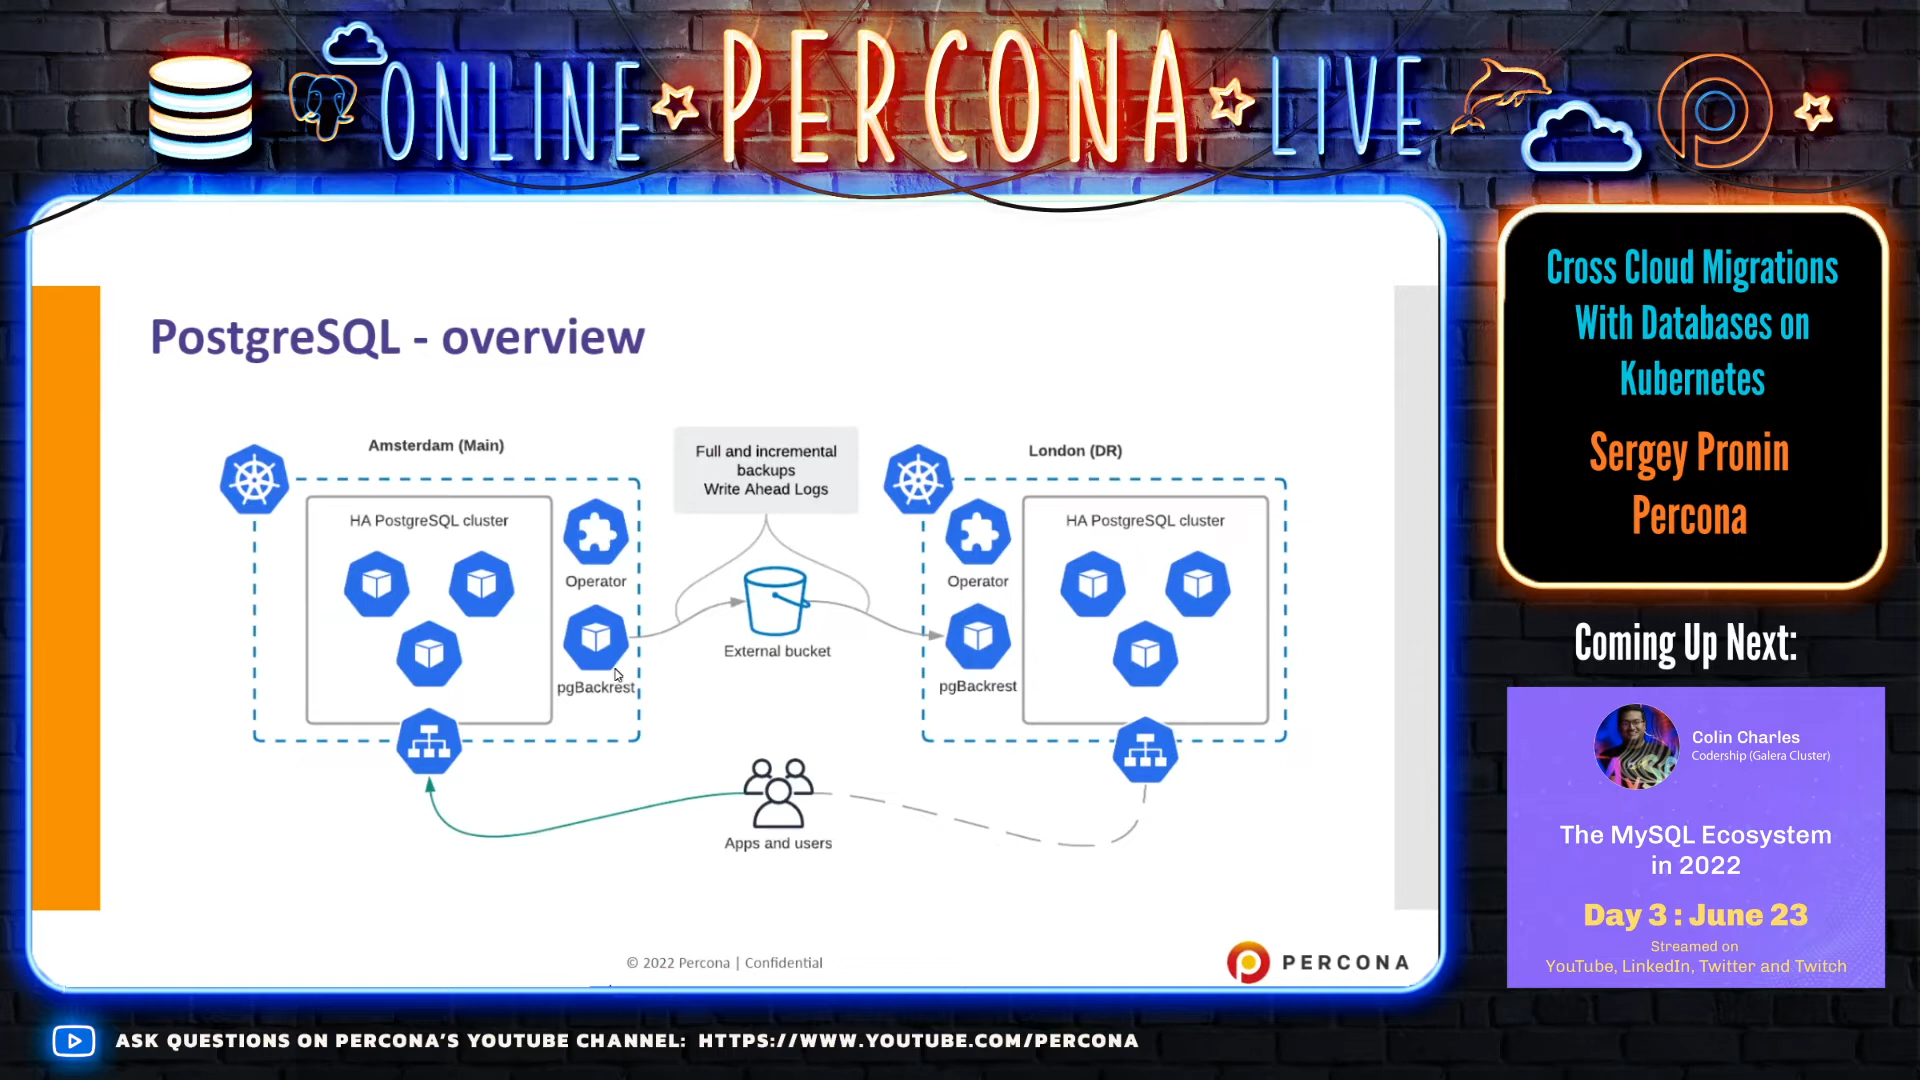 ONLINE PERCONA LIVE
PostgreSQL - overview
Amsterdam (Main)
HA PostgreSQL cluster
Operator
pgBackrest
Full and incremental
backups
Write Ahead Logs
External bucket
London (DR)
Operator
pgBackrest
HA PostgreSQL cluster
Apps and users
© 2022 Percona | Confidential
PERCONA
Cross Cloud Migrations
With Databases on
Kubernetes
Sergey Pronin
Percona
Coming Up Next:
Colin Charles
Codership (Galera Cluster)
The MySQL Ecosystem
in 2022
Day 3 : June 23
Streamed on
YouTube, LinkedIn, Twitter and Twitch
ASK QUESTIONS ON PERCONA'S YOUTUBE CHANNEL: HTTPS://WWW.YOUTUBE.COM/PERCONA